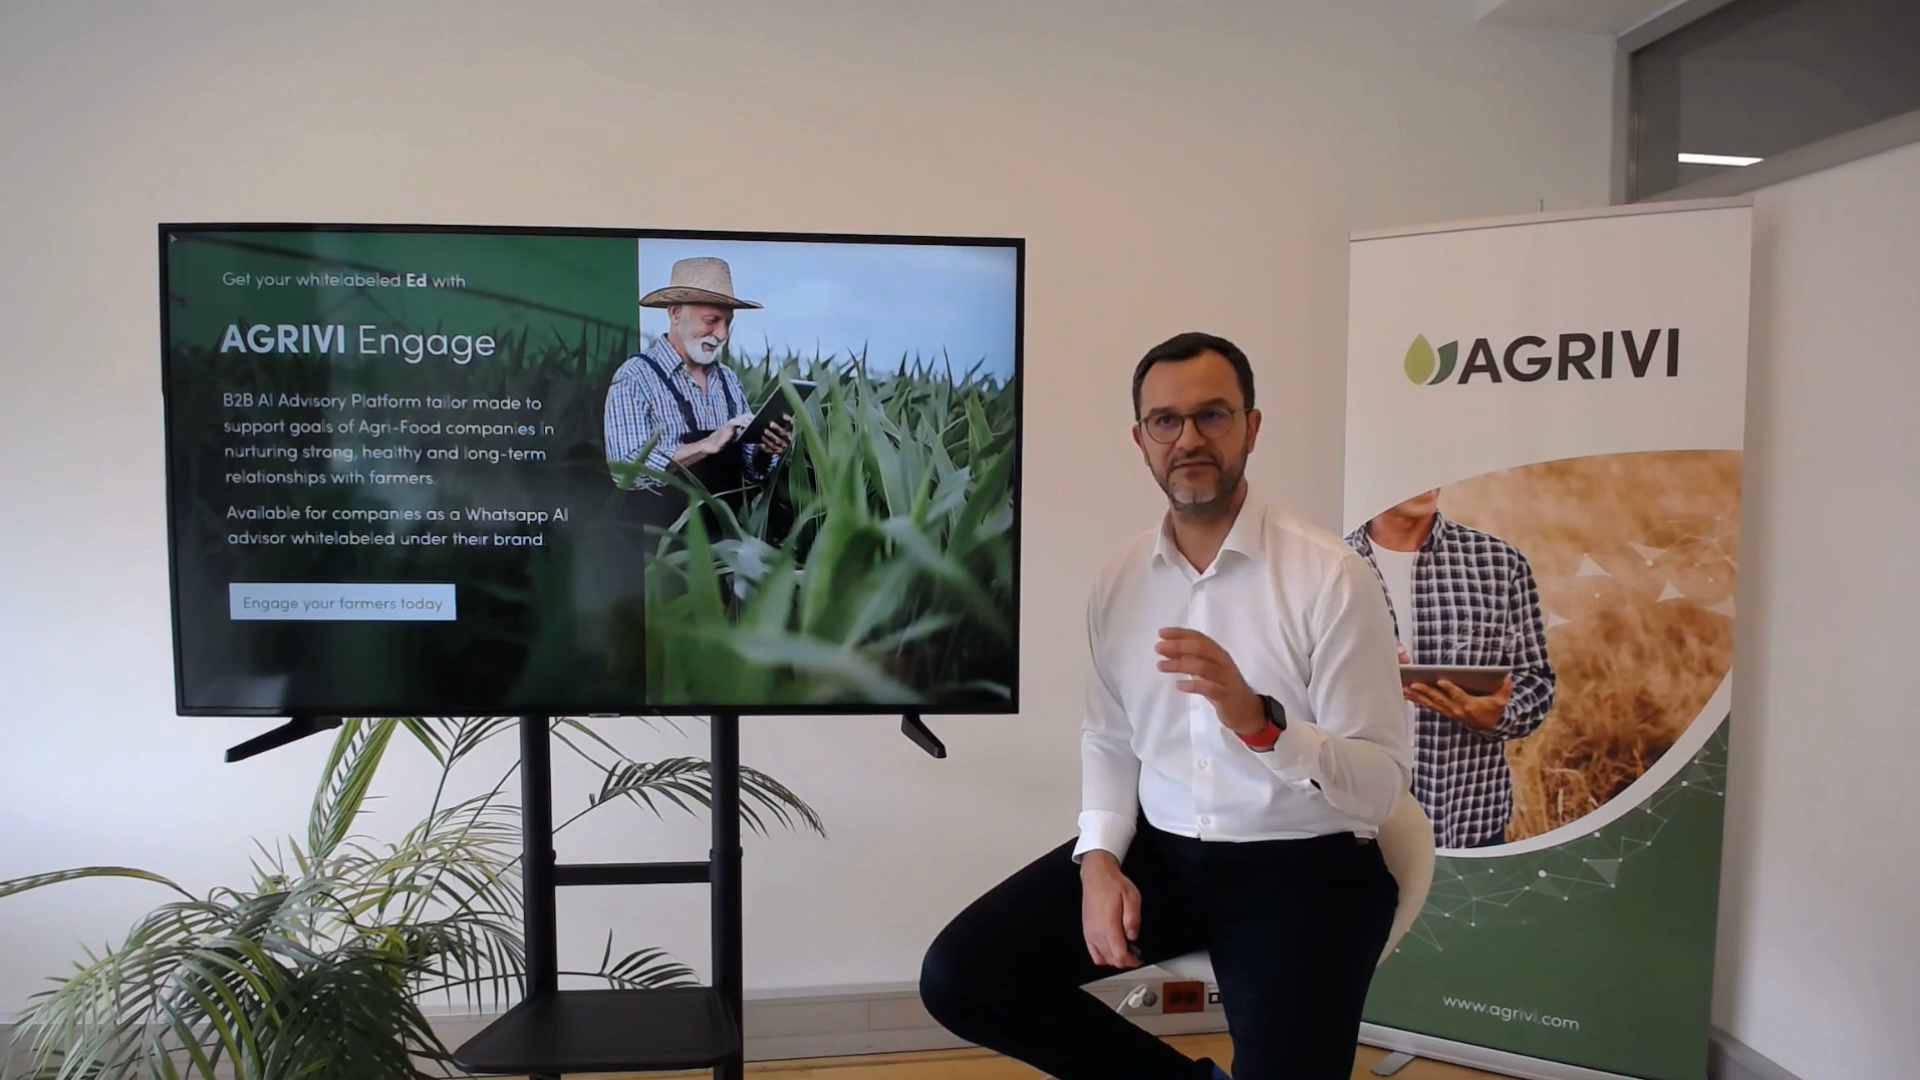 Get your whitelabeled Ed with
AGRIVI Engage
B2B AI Advisory Platform tailor made to
support goals of Agri-Food companies in
nurturing strong, healthy and long-term
relationships with farmers.
Available for companies as a Whatsapp AI
advisor whitelabeled under their brand.
Engage your farmers today
AGRIVI
www.agrivi.com